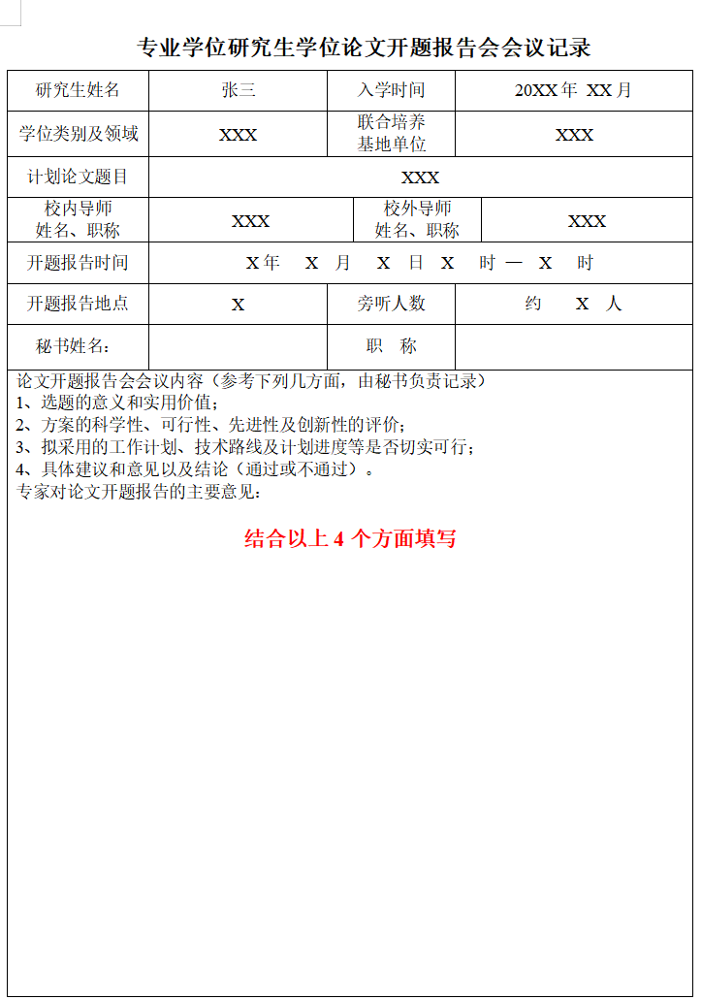 专业学位研究生学位论文开题报告会会议记录
研究生姓名 张三 入学时间 20XX 年 XX 月
学位类别及领域 XXX 联合培养
基地单位 XXX
计划论文题目 XXX
校内导师
姓名、职称 XXX 校外导师
姓名、职称 XXX
开题报告时间 X 年 X 月 X 日 X 时 — X 时
开题报告地点 X 旁听人数 约 X 人
秘书姓名： 职 称
论文开题报告会会议内容（参考下列几方面，由秘书负责记录）
1、选题的意义和实用价值；
2、方案的科学性、可行性、先进性及创新性的评价；
3、拟采用的工作计划、技术路线及计划进度等是否切实可行；
4、具体建议和意见以及结论（通过或不通过）。
专家对论文开题报告的主要意见：
结合以上 4 个方面填写